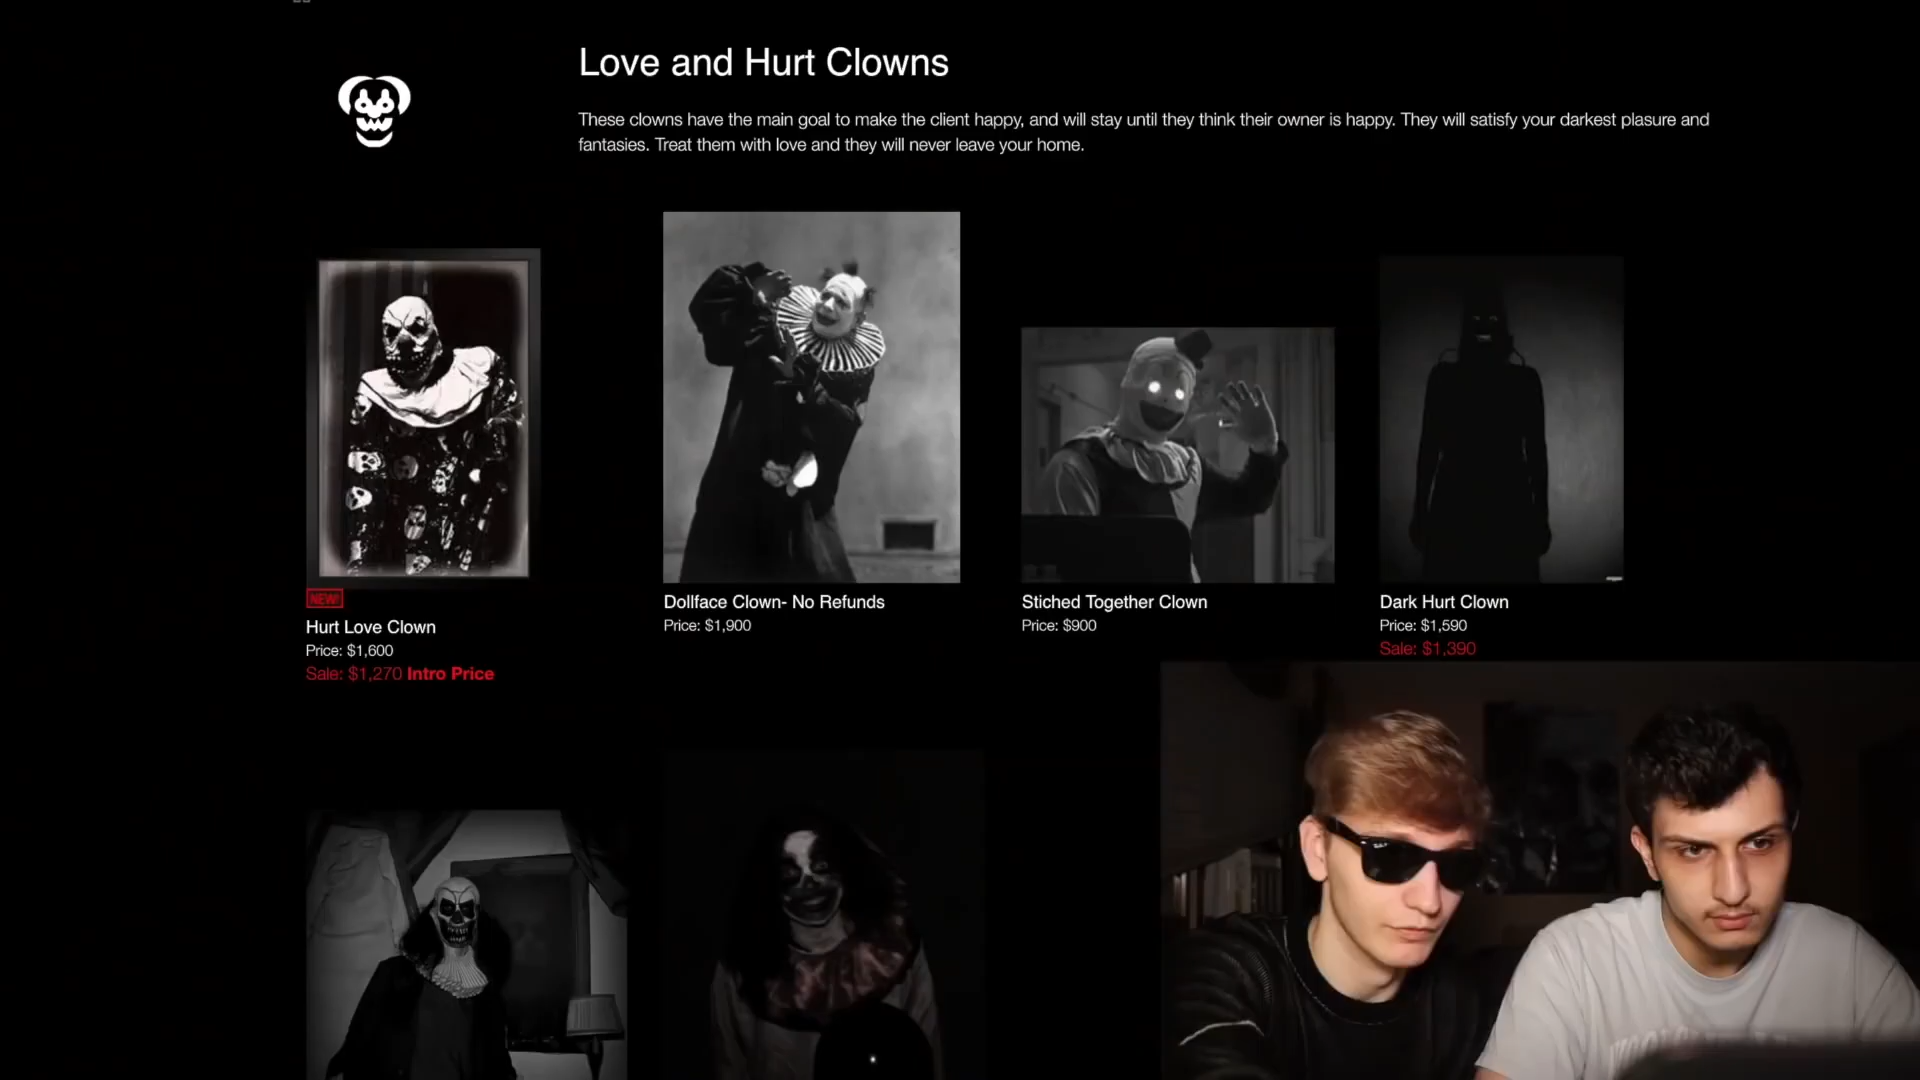 Love and Hurt Clowns
These clowns have the main goal to make the client happy, and will stay until they think their owner is happy. They will satisfy your darkest plasure and
fantasies. Treat them with love and they will never leave your home.
NEW!
Hurt Love Clown
Price: $1,600
Sale: $1,270 Intro Price
Dollface Clown- No Refunds
Price: $1,900
Stiched Together Clown
Price: $900
Dark Hurt Clown
Price: $1,590
Sale: $1,390